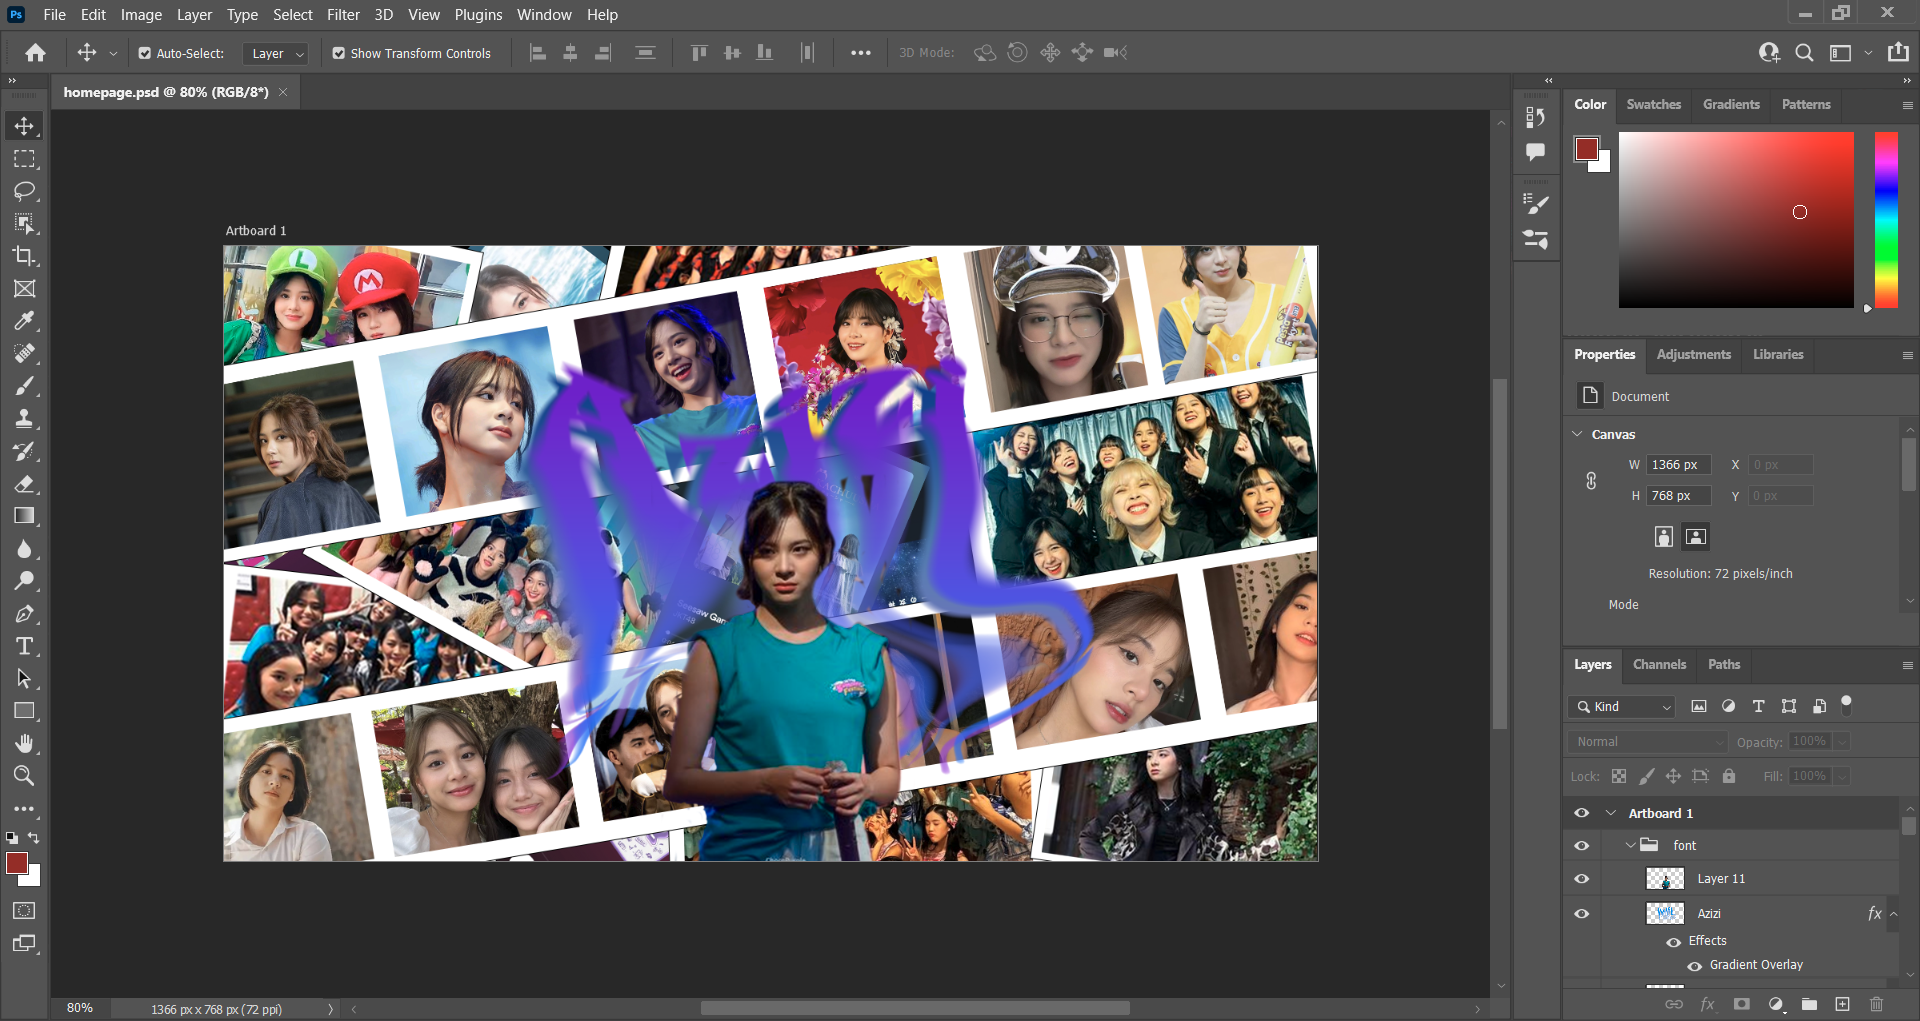 Ps File Edit Image Layer Type Select Filter 3D View Plugins Window Help
Auto-Select: Layer Show Transform Controls 3D Mode:
homepage.psd @ 80% (RGB/8*)
Artboard 1
L
M
Seesaw Gam
80% 1366 px x 768 px (72 ppi)
Color Swatches Gradients Patterns
Properties Adjustments Libraries
Document
Canvas
W 1366 px X 0 px
H 768 px Y 0 px
Resolution: 72 pixels/inch
Mode
Layers Channels Paths
Kind
Normal Opacity: 100%
Lock: Fill: 100%
Artboard 1
font
Layer 11
Azizi fx
Effects
Gradient Overlay
fx